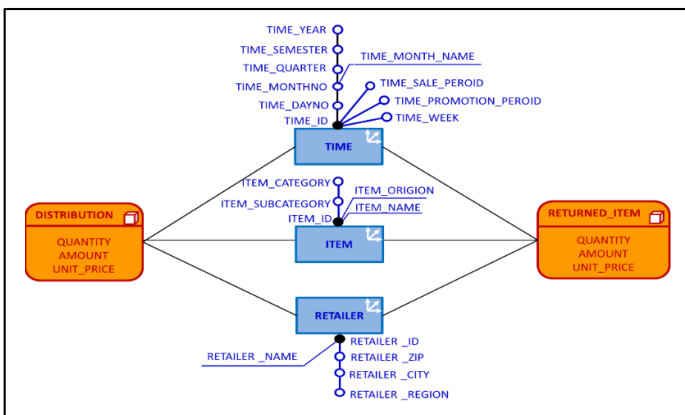 TIME_YEAR
TIME_SEMESTER
TIME_QUARTER
TIME_MONTH_NAME
TIME_MONTHNO
TIME_SALE_PEROID
TIME_DAYNO
TIME_PROMOTION_PEROID
TIME_ID
TIME_WEEK
TIME
ITEM_CATEGORY
ITEM_ORIGION
ITEM_SUBCATEGORY
ITEM_NAME
ITEM_ID
ITEM
DISTRIBUTION
QUANTITY
AMOUNT
UNIT_PRICE
RETURNED_ITEM
QUANTITY
AMOUNT
UNIT_PRICE
RETAILER
RETAILER _ID
RETAILER _NAME
RETAILER _ZIP
RETAILER _CITY
RETAILER _REGION